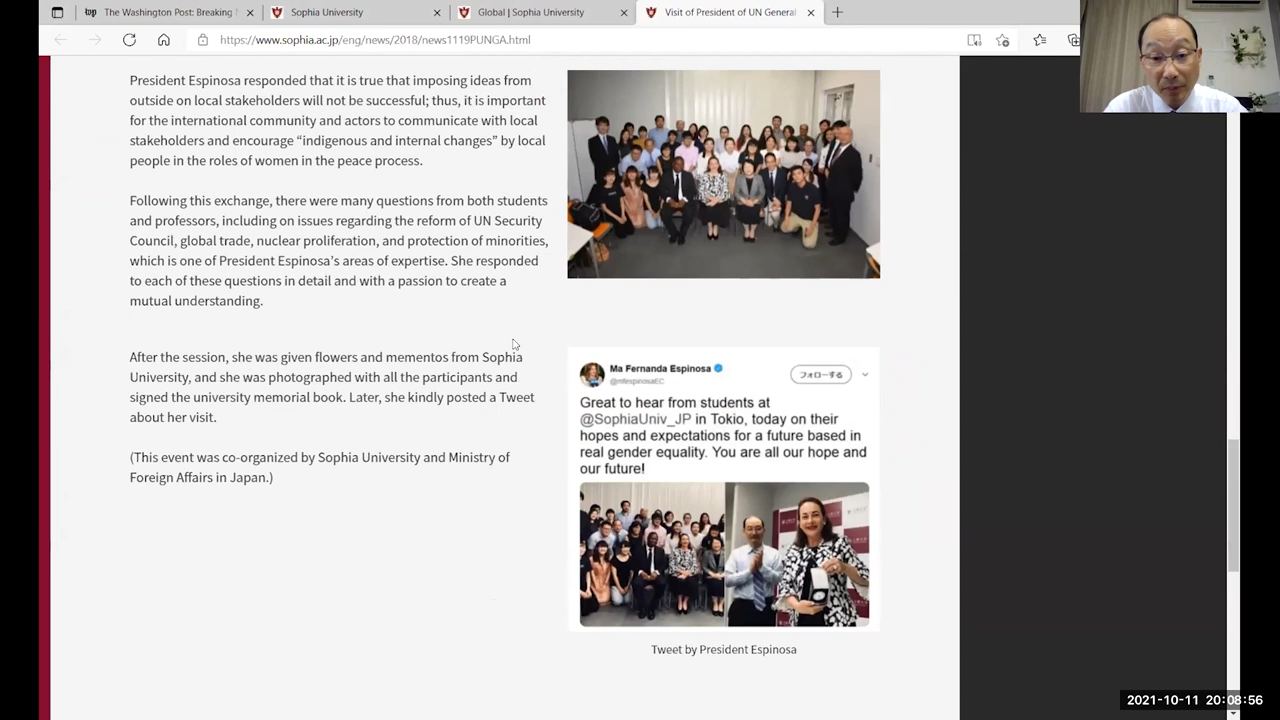 The Washington Post: Breaking
Sophia University
Global | Sophia University
Visit of President of UN General
https://www.sophia.ac.jp/eng/news/2018/news1119PUNGA.html
President Espinosa responded that it is true that imposing ideas from
outside on local stakeholders will not be successful; thus, it is important
for the international community and actors to communicate with local
stakeholders and encourage “indigenous and internal changes” by local
people in the roles of women in the peace process.
Following this exchange, there were many questions from both students
and professors, including on issues regarding the reform of UN Security
Council, global trade, nuclear proliferation, and protection of minorities,
which is one of President Espinosa’s areas of expertise. She responded
to each of these questions in detail and with a passion to create a
mutual understanding.
After the session, she was given flowers and mementos from Sophia
University, and she was photographed with all the participants and
signed the university memorial book. Later, she kindly posted a Tweet
about her visit.
(This event was co-organized by Sophia University and Ministry of
Foreign Affairs in Japan.)
Ma Fernanda Espinosa
@mfespinosaEC
フォローする
Great to hear from students at
@SophiaUniv_JP in Tokio, today on their
hopes and expectations for a future based in
real gender equality. You are all our hope and
our future!
Tweet by President Espinosa
2021-10-11 20:08:56